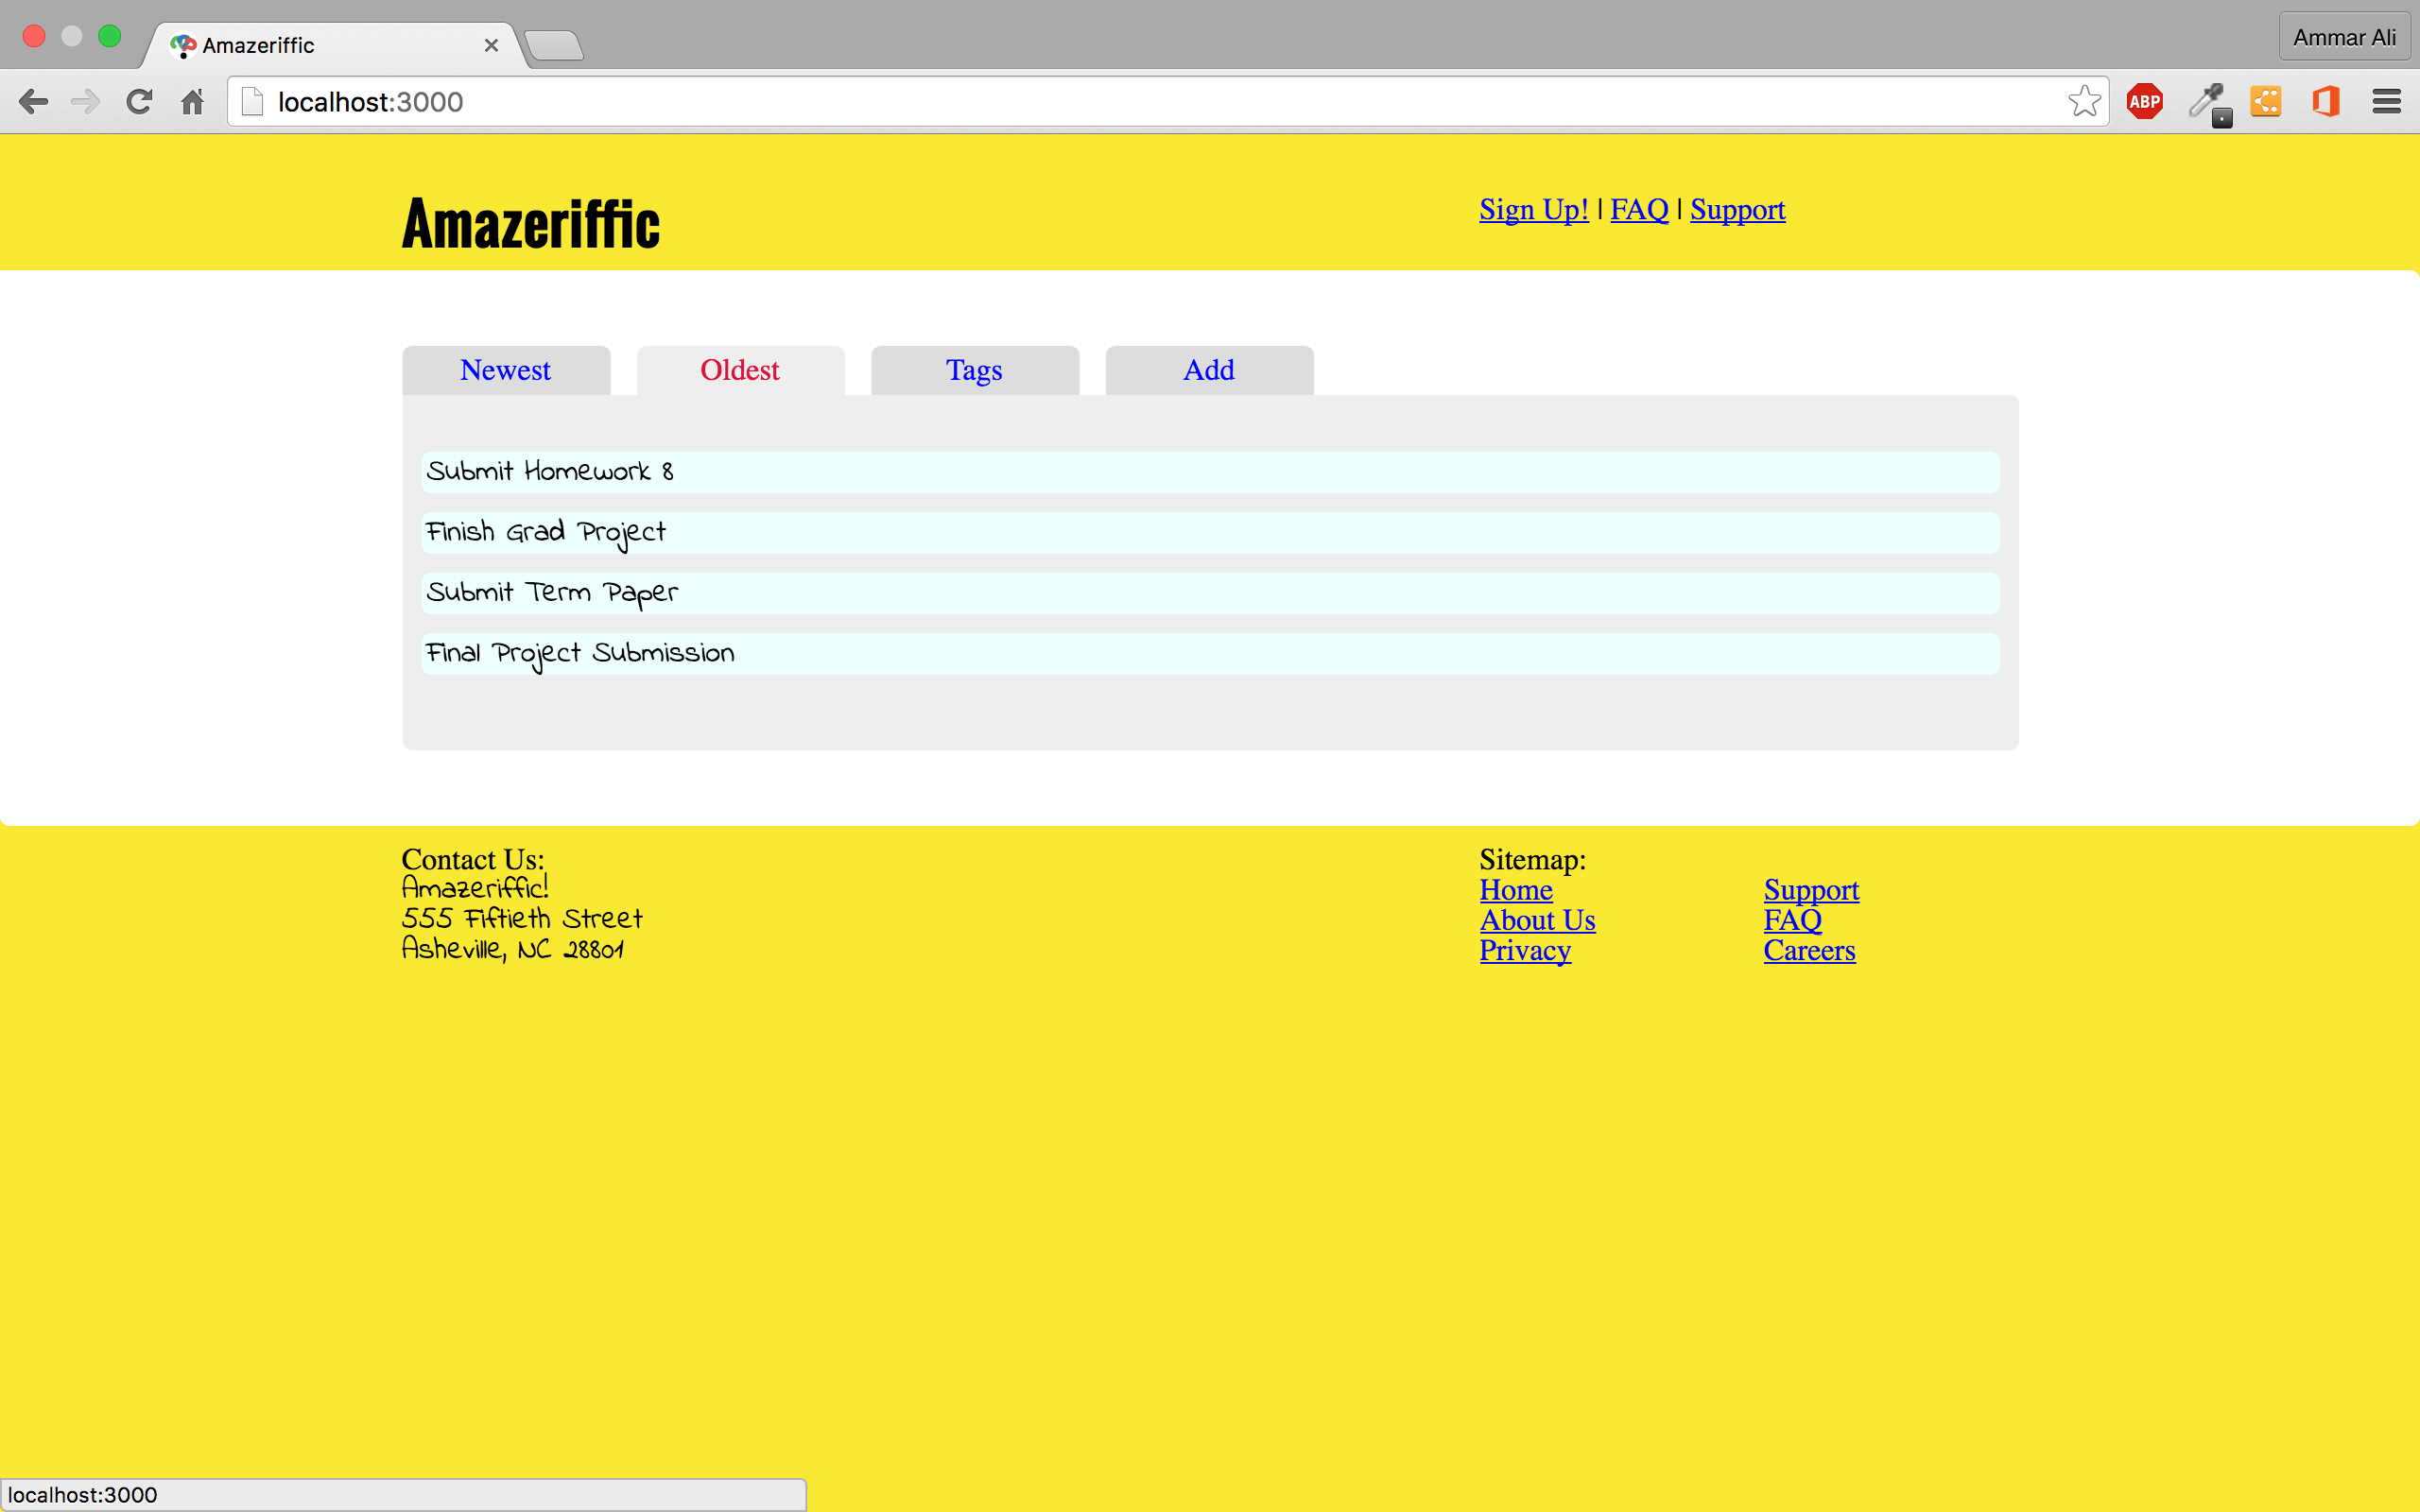 Amazeriffic
Ammar Ali
localhost:3000
ABP
Amazeriffic
Sign Up! | FAQ | Support
Newest Oldest Tags Add
Submit Homework 8
Finish Grad Project
Submit Term Paper
Final Project Submission
Contact Us:
Amazeriffic!
555 Fiftieth Street
Asheville, NC 28801
Sitemap:
Home Support
About Us FAQ
Privacy Careers
localhost:3000